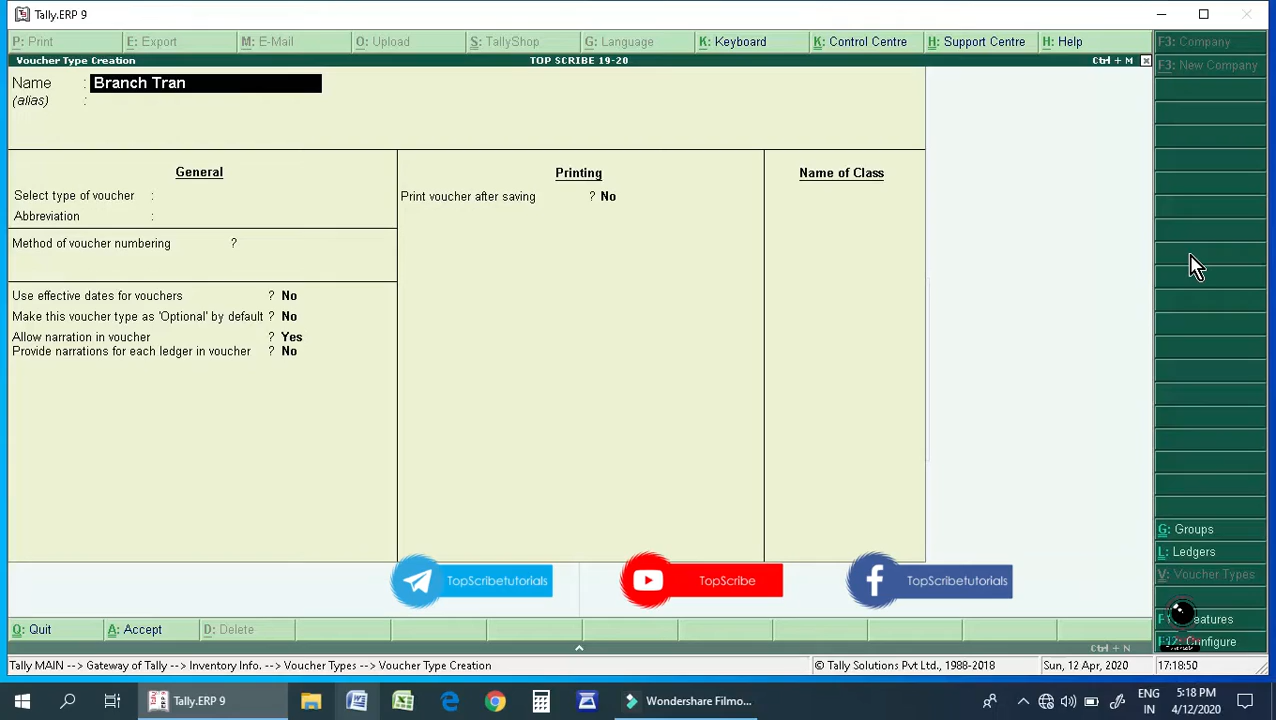 Tally.ERP 9
P: Print E: Export M: E-Mail O: Upload S: TallyShop G: Language K: Keyboard K: Control Centre H: Support Centre H: Help F3: Company
Voucher Type Creation TOP SCRIBE 19-20 Ctrl + M
F3: New Company
Name : Branch Tran
(alias) :
General Printing Name of Class
Select type of voucher : Print voucher after saving ? No
Abbreviation :
Method of voucher numbering ?
Use effective dates for vouchers ? No
Make this voucher type as 'Optional' by default ? No
Allow narration in voucher ? Yes
Provide narrations for each ledger in voucher ? No
G: Groups
L: Ledgers
V: Voucher Types
TopScribetutorials TopScribe TopScribetutorials
Q: Quit A: Accept D: Delete
Configure
Ctrl + N
Tally MAIN --> Gateway of Tally --> Inventory Info. --> Voucher Types --> Voucher Type Creation © Tally Solutions Pvt Ltd., 1988-2018 Sun, 12 Apr, 2020 17:18:50
Tally.ERP 9 Wondershare Filmo... ENG IN 5:18 PM 4/12/2020